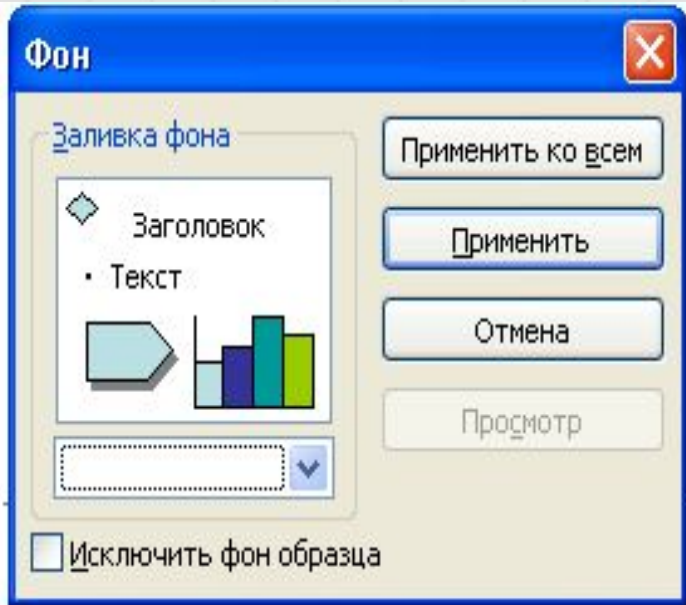 Фон
Заливка фона
Заголовок
· Текст
Применить ко всем
Применить
Отмена
Просмотр
Исключить фон образца